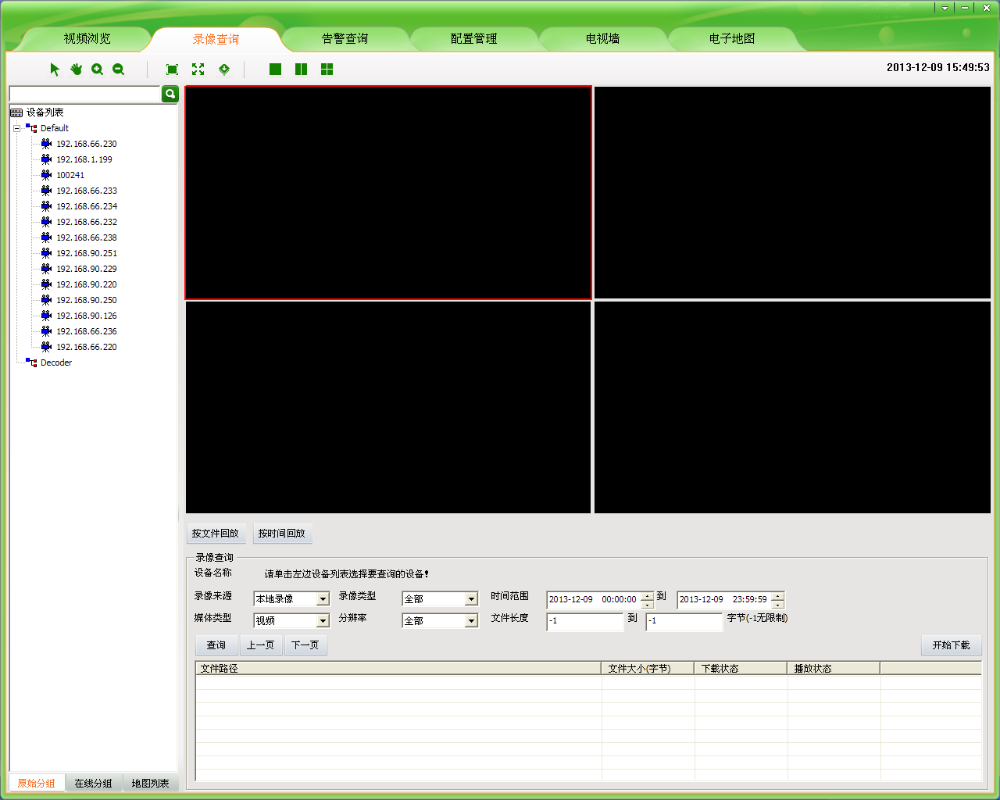 视频浏览 录像查询 告警查询 配置管理 电视墙 电子地图
2013-12-09 15:49:53
设备列表
Default
192.168.66.230
192.168.1.199
100241
192.168.66.233
192.168.66.234
192.168.66.232
192.168.66.238
192.168.90.251
192.168.90.229
192.168.90.220
192.168.90.250
192.168.90.126
192.168.66.236
192.168.66.220
Decoder
原始分组 在线分组 地图列表
按文件回放 按时间回放
录像查询
设备名称 请单击左边设备列表选择要查询的设备!
录像来源 本地录像 录像类型 全部 时间范围 2013-12-09 00:00:00 到 2013-12-09 23:59:59
媒体类型 视频 分辨率 全部 文件长度 -1 到 -1 字节(-1无限制)
查询 上一页 下一页 开始下载
文件路径 文件大小(字节) 下载状态 播放状态